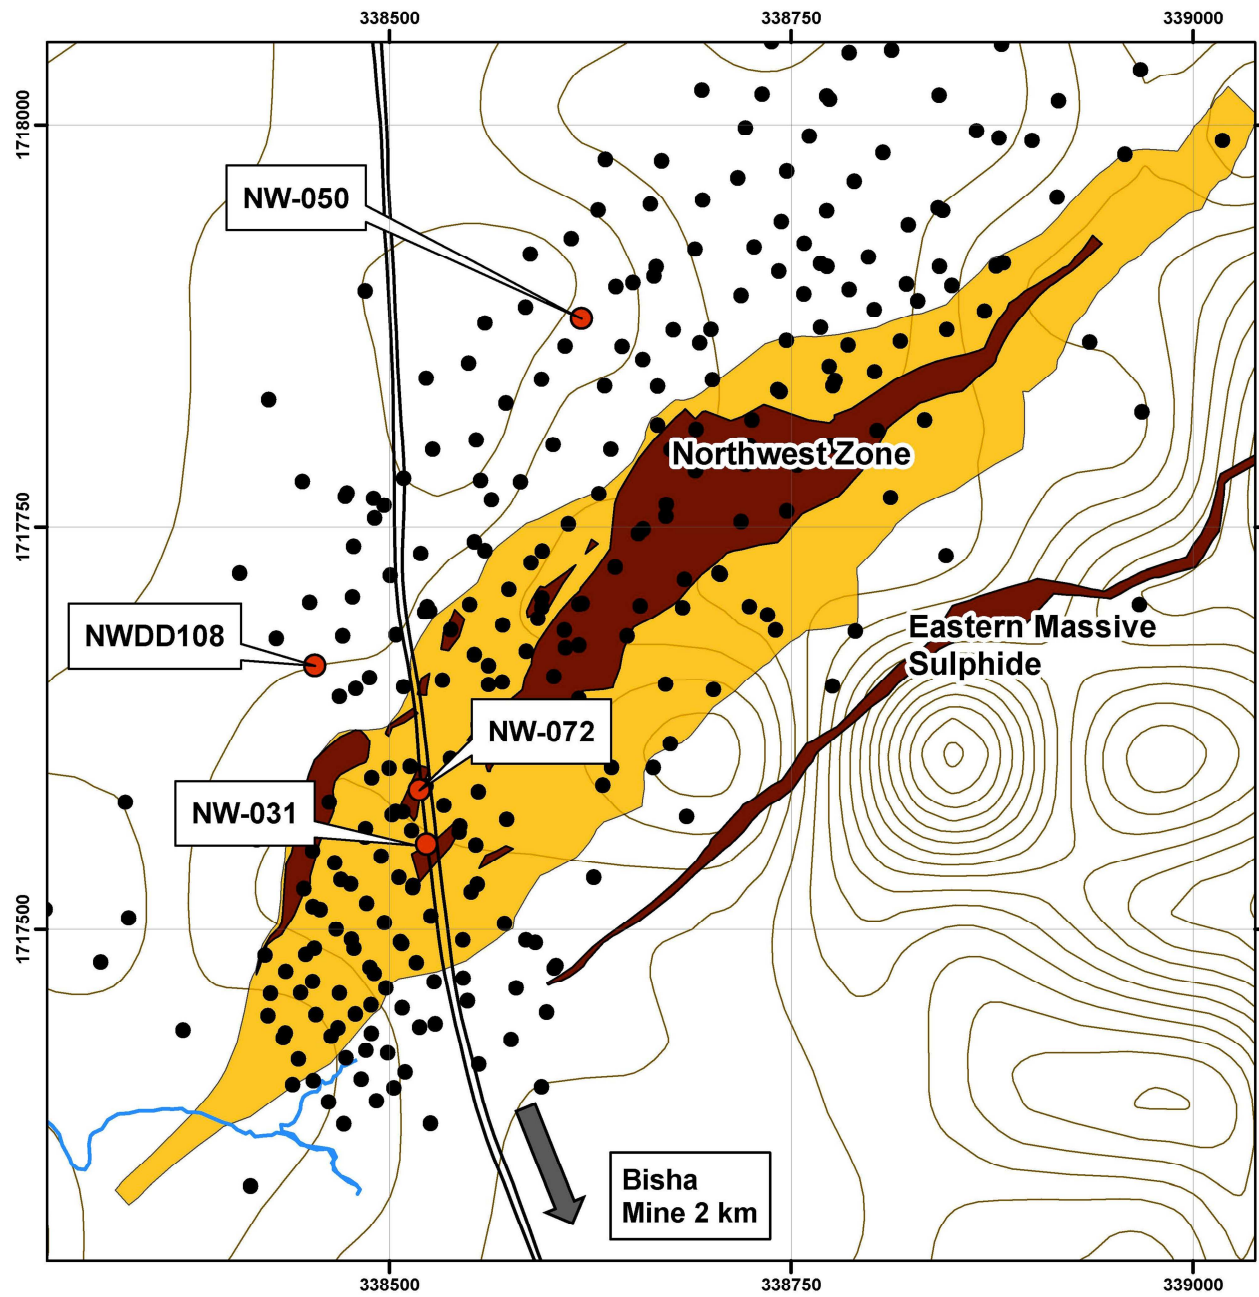 338500
338750
339000
1718000
NW-050
Northwest Zone
1717750
NWDD108
Eastern Massive
Sulphide
NW-072
NW-031
1717500
Bisha
Mine 2 km
338500
338750
339000